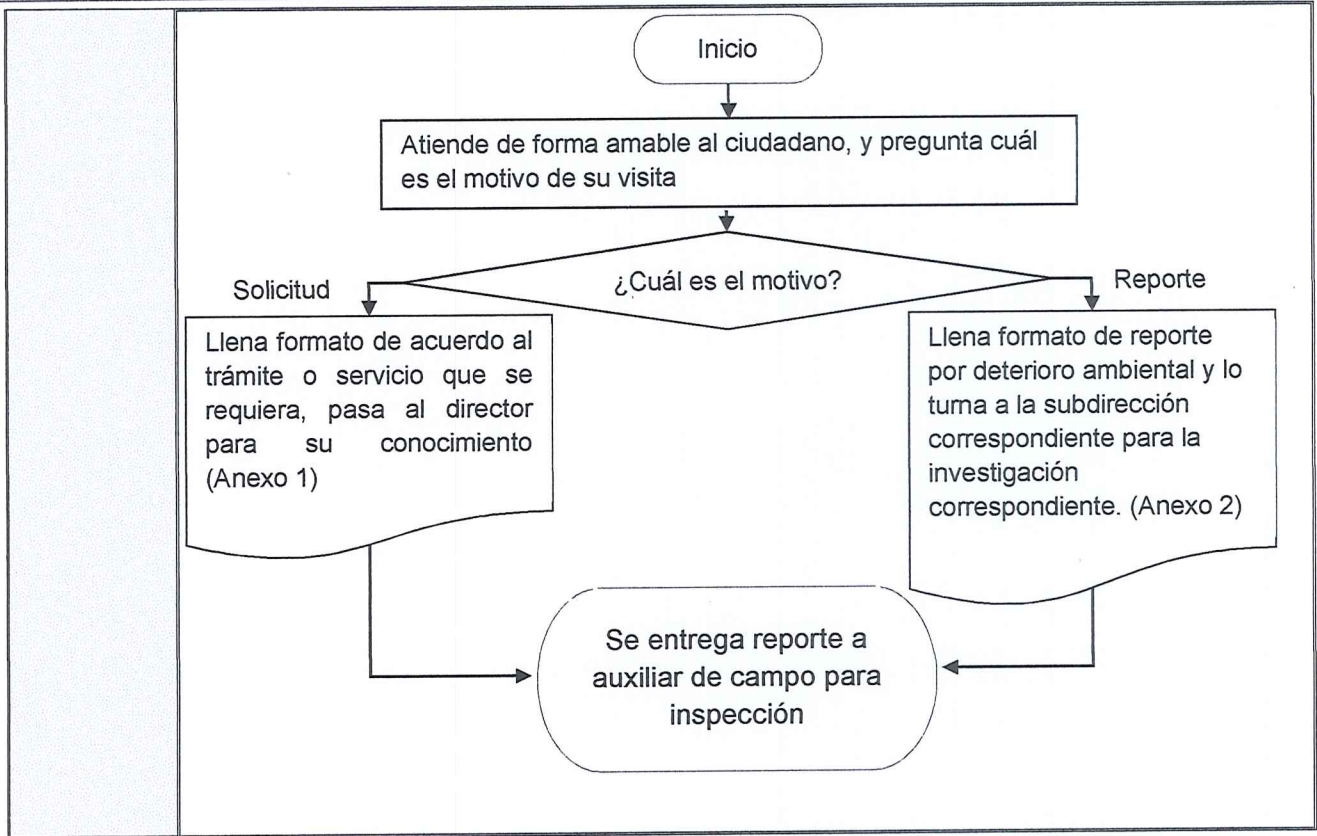 Inicio
Atiende de forma amable al ciudadano, y pregunta cuál
es el motivo de su visita
¿Cuál es el motivo?
Solicitud
Reporte
Llena formato de acuerdo al
trámite o servicio que se
requiera, pasa al director
para su conocimiento
(Anexo 1)
Llena formato de reporte
por deterioro ambiental y lo
turna a la subdirección
correspondiente para la
investigación
correspondiente. (Anexo 2)
Se entrega reporte a
auxiliar de campo para
inspección